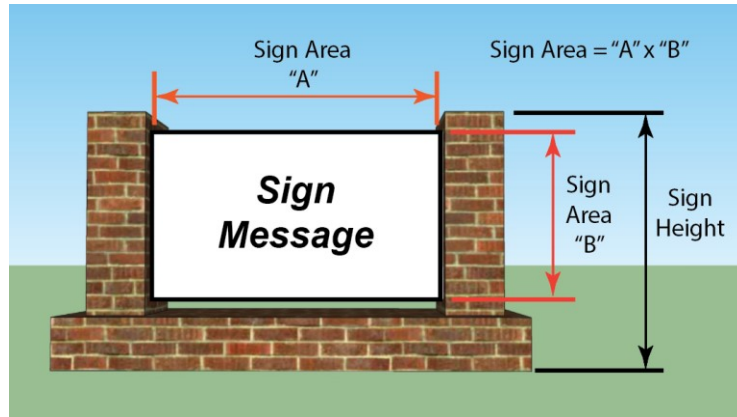 Sign Area
“A”
Sign Area = “A” x “B”
Sign
Message
Sign
Area
“B”
Sign
Height